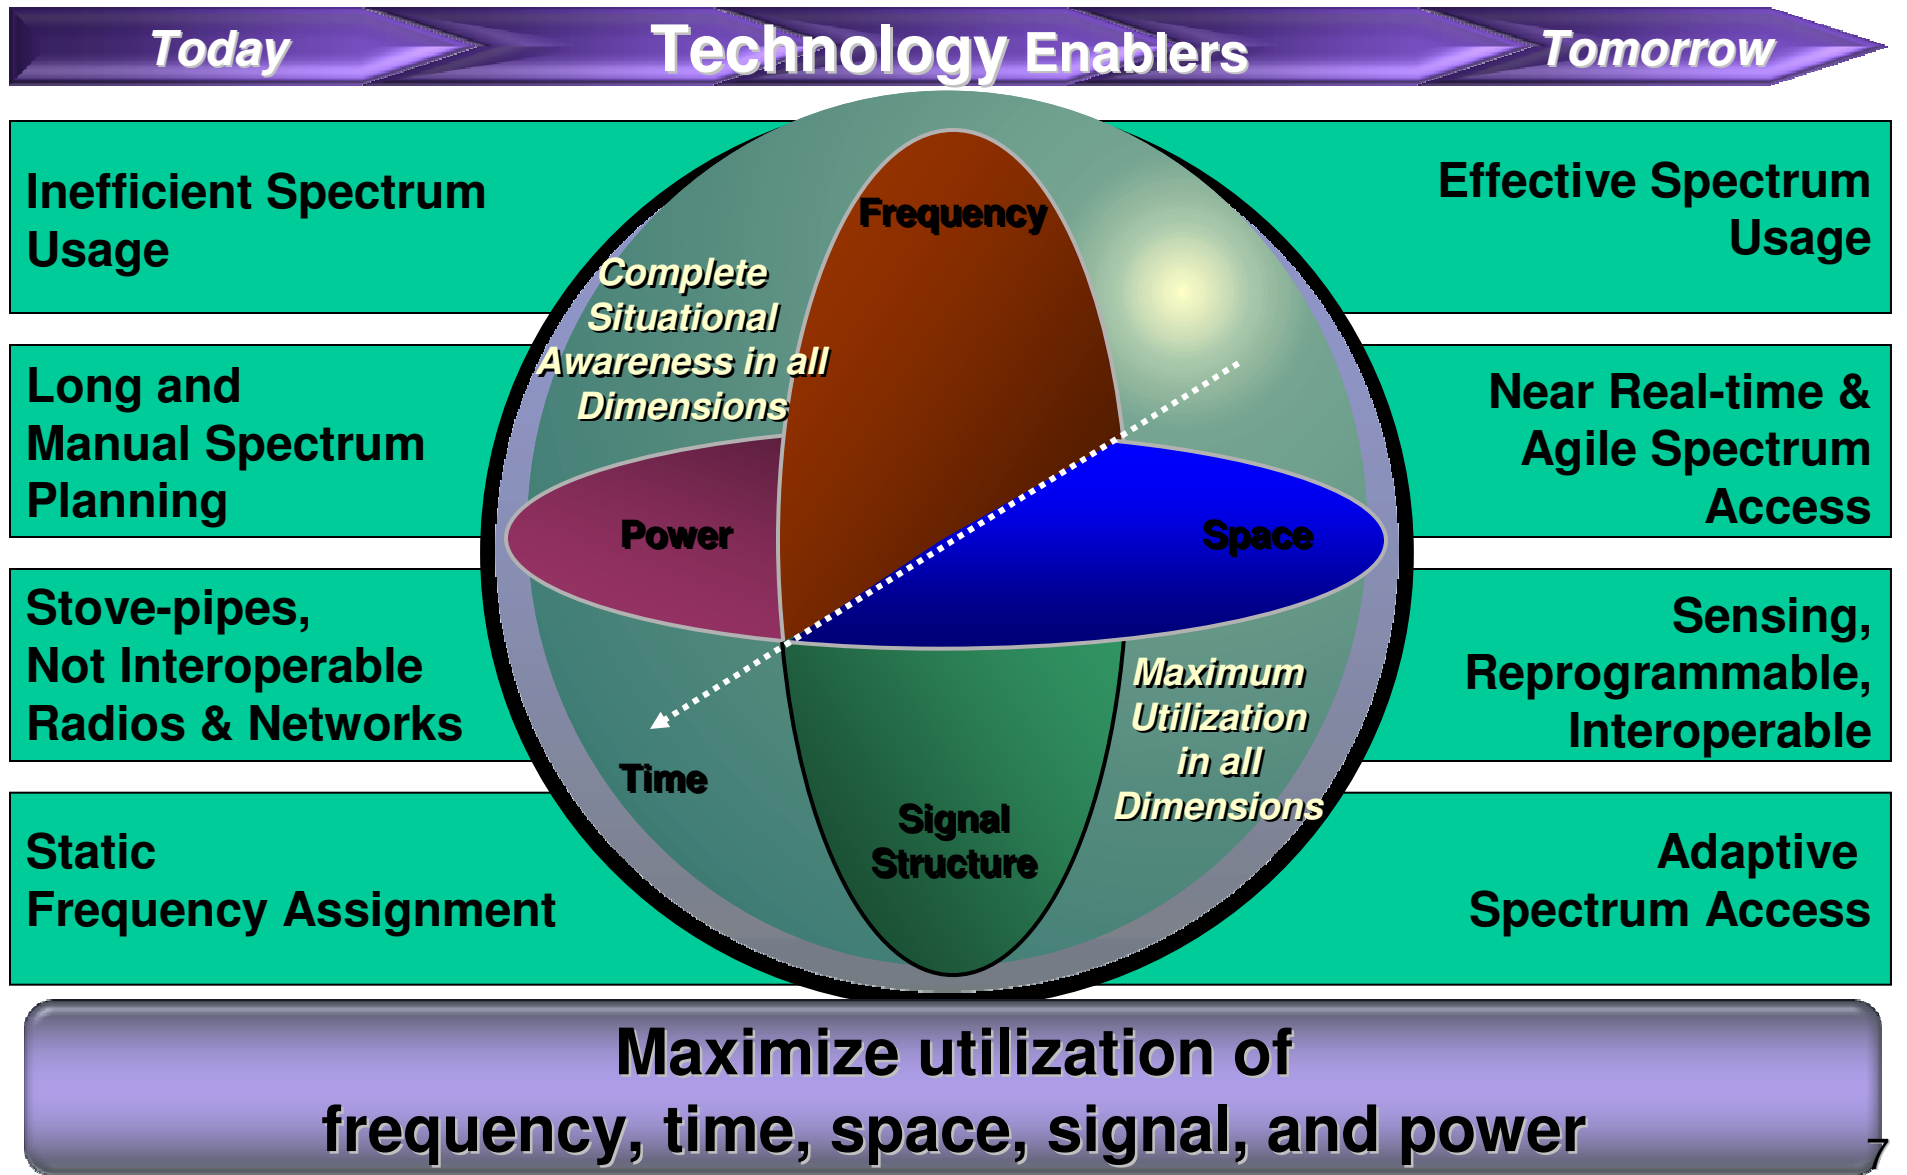 Today
Technology Enablers
Tomorrow
Inefficient Spectrum
Usage
Long and
Manual Spectrum
Planning
Stove-pipes,
Not Interoperable
Radios & Networks
Static
Frequency Assignment
Frequency
Complete
Situational
Awareness in all
Dimensions
Power
Space
Time
Signal
Structure
Maximum
Utilization
in all
Dimensions
Effective Spectrum
Usage
Near Real-time &
Agile Spectrum
Access
Sensing,
Reprogrammable,
Interoperable
Adaptive
Spectrum Access
Maximize utilization of
frequency, time, space, signal, and power
7